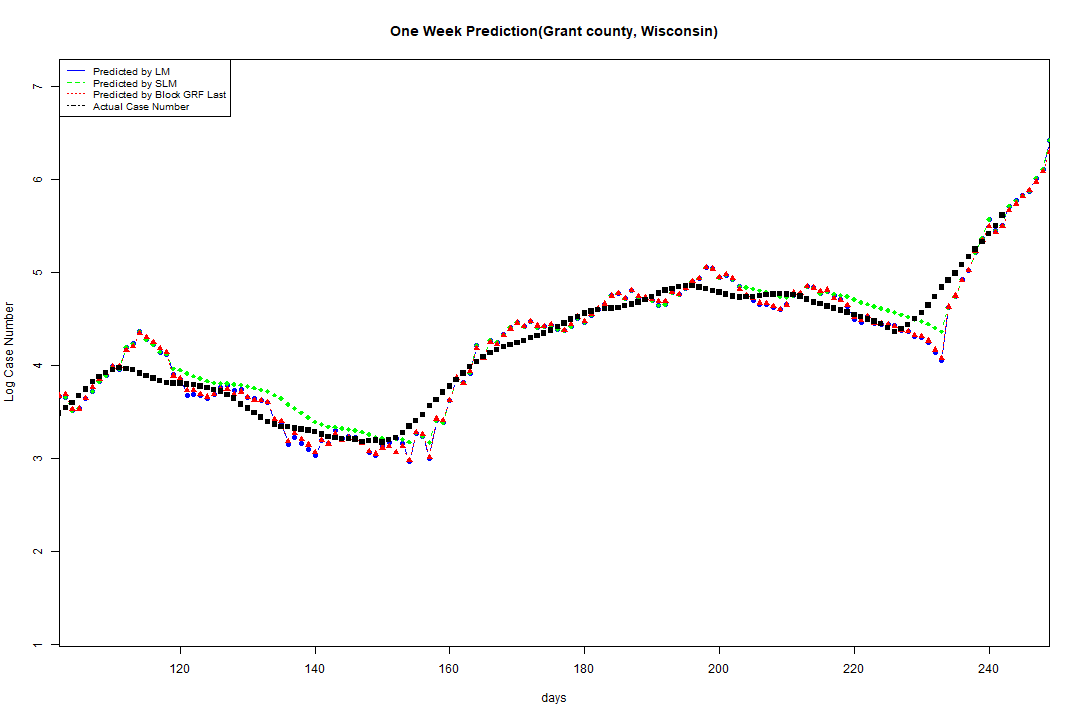 One Week Prediction(Grant county, Wisconsin)
Predicted by LM
Predicted by SLM
Predicted by Block GRF Last
Actual Case Number
7
6
5
4
3
2
1
Log Case Number
120 140 160 180 200 220 240
days